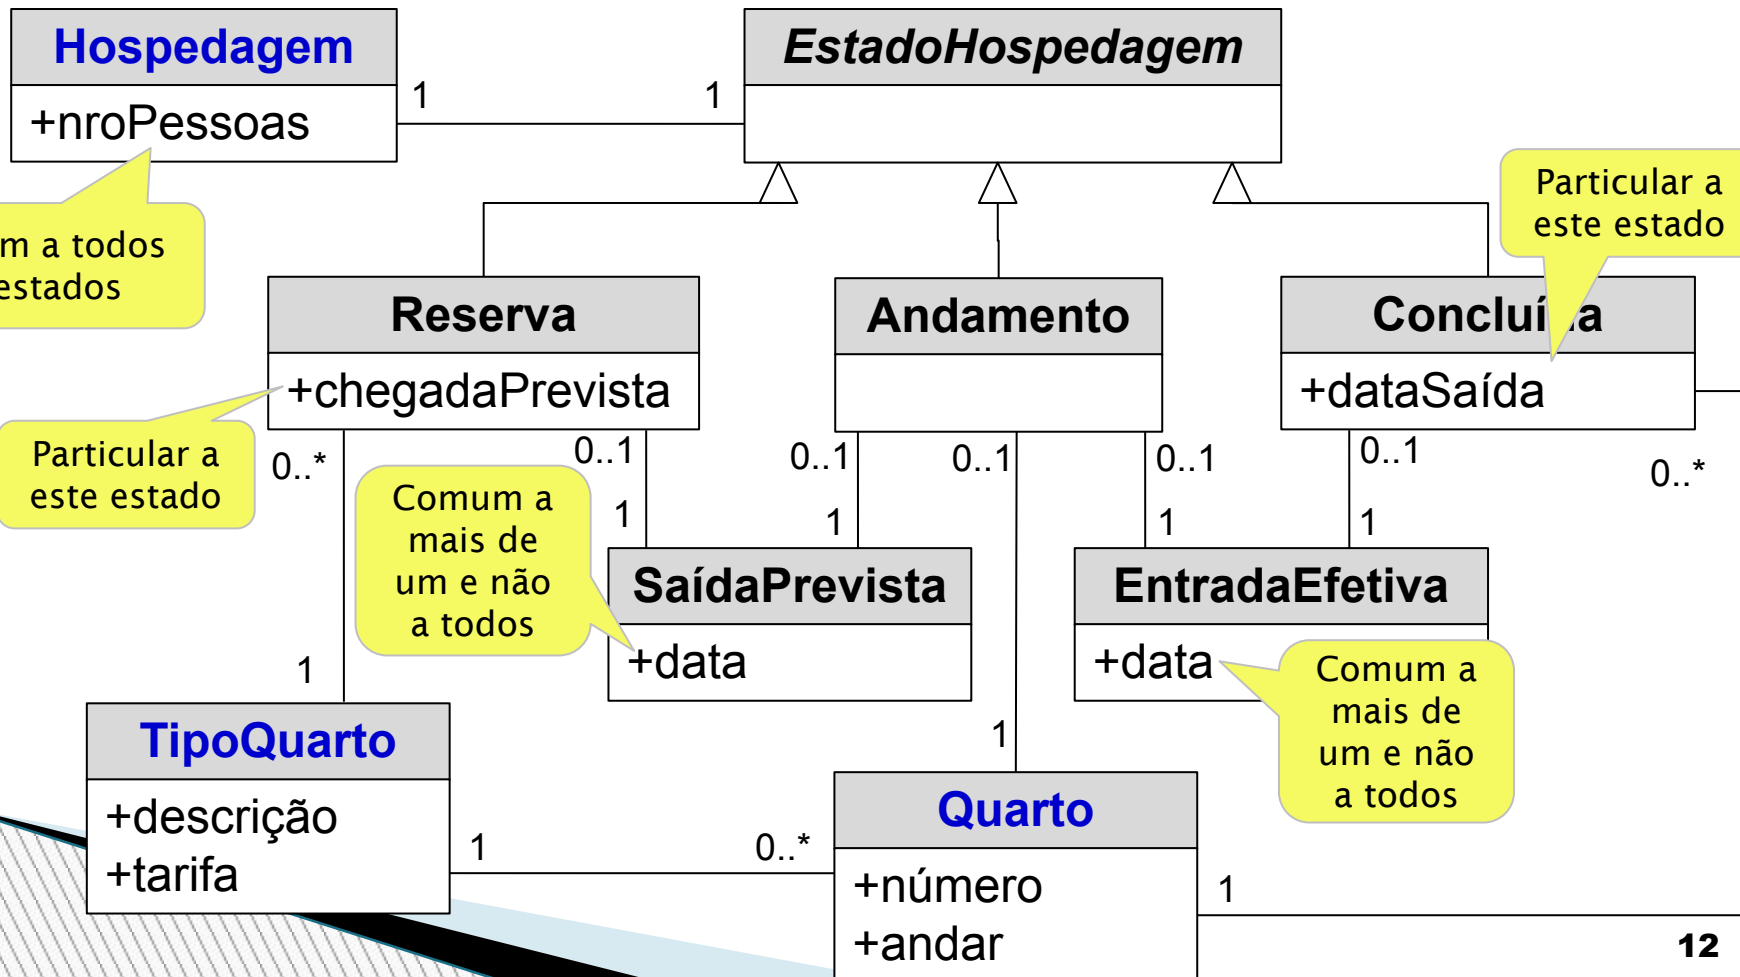 Hospedagem
+nroPessoas
1
1
EstadoHospedagem
a todos
estados
Particular a
este estado
Reserva
+chegadaPrevista
Andamento
+dataSaída
Particular a
este estado
0..*
0..1
0..1
0..1
0..1
0..1
0..*
Comum a
mais de
um e não
a todos
1
1
1
1
SaídaPrevista
+data
EntradaEfetiva
+data
Comum a
mais de
um e não
a todos
1
1
TipoQuarto
+descrição
+tarifa
1
0..*
Quarto
+número
+andar
1
12